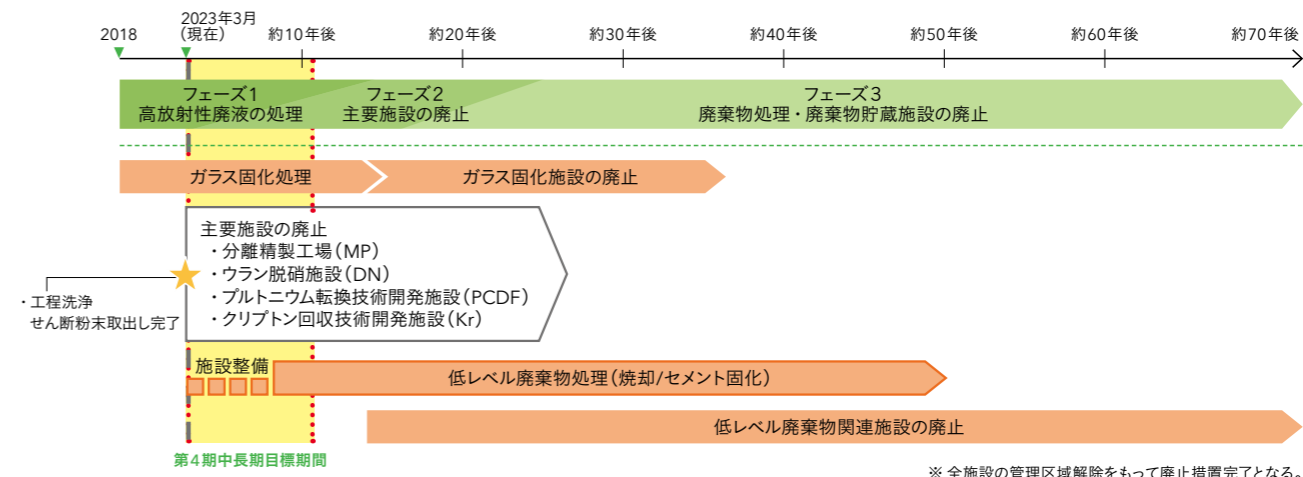 2018
2023年3月
（現在）
約10年後
約20年後
約30年後
約40年後
約50年後
約60年後
約70年後
フェーズ1
高放射性廃液の処理
フェーズ2
主要施設の廃止
フェーズ3
廃棄物処理・廃棄物貯蔵施設の廃止
ガラス固化処理
ガラス固化施設の廃止
主要施設の廃止
・分離精製工場（MP）
・ウラン脱硝施設（DN）
・プルトニウム転換技術開発施設（PCDF）
・クリプトン回収技術開発施設（Kr）
・工程洗浄
せん断粉末取出し完了
施設整備
低レベル廃棄物処理（焼却/セメント固化）
低レベル廃棄物関連施設の廃止
第4期中長期目標期間
※ 全施設の管理区域解除をもって廃止措置完了となる。